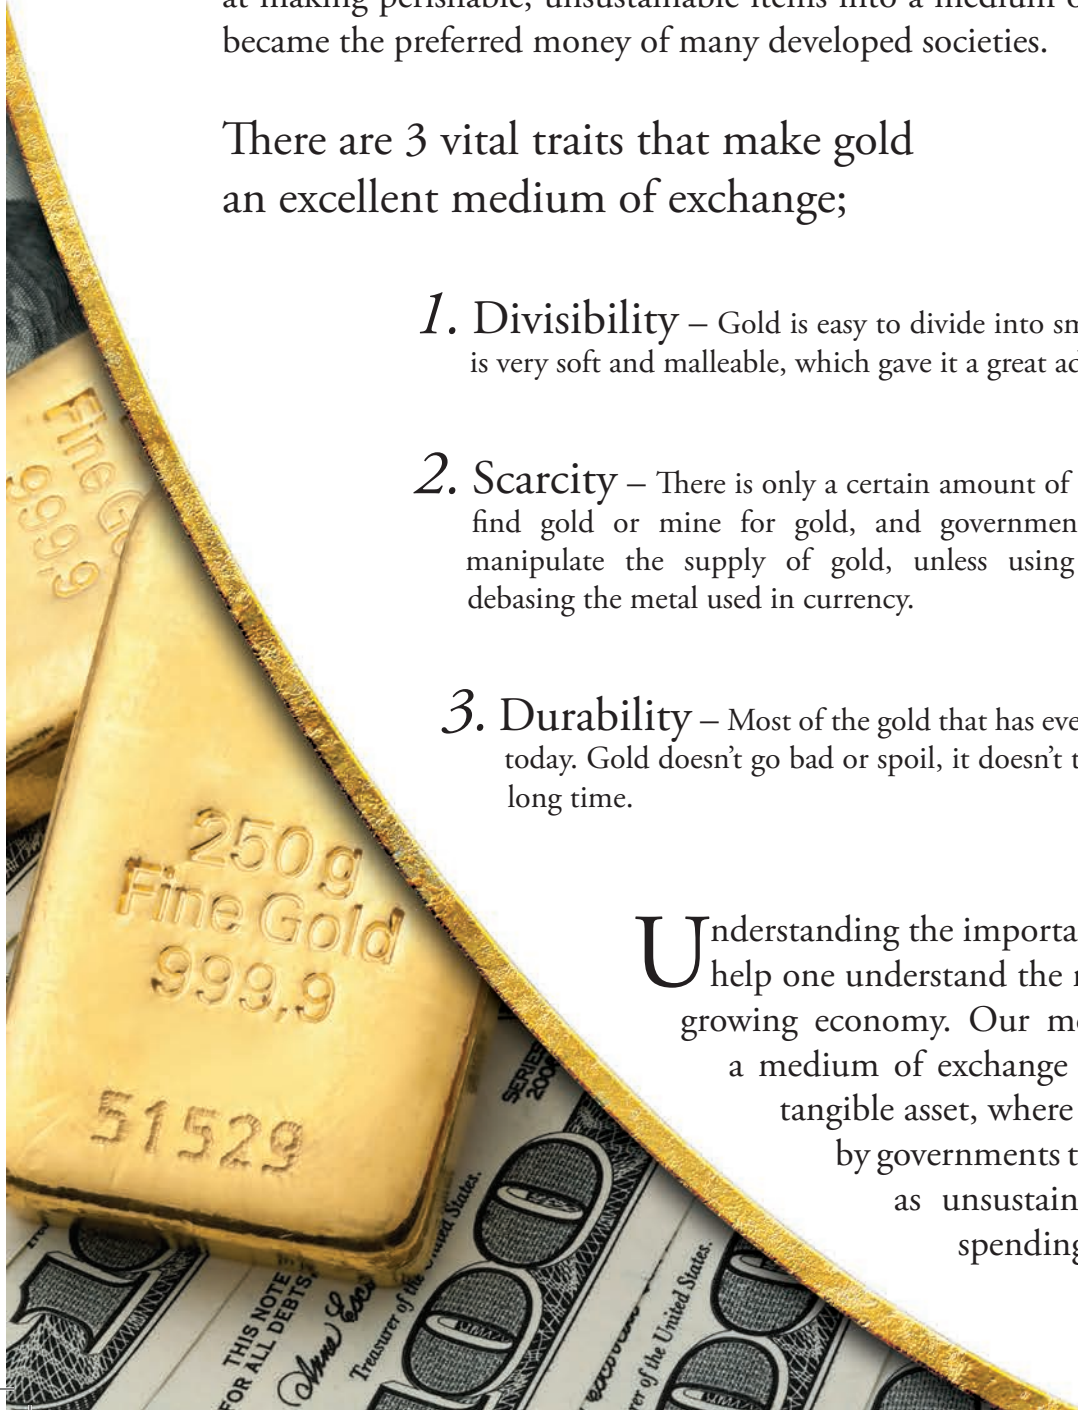 at making perishable, unsustainable items into a medium
became the preferred money of many developed societies.
There are 3 vital traits that make gold
an excellent medium of exchange;
1. Divisibility – Gold is easy to divide into
is very soft and malleable, which gave it a great
2. Scarcity – There is only a certain amount of
find gold or mine for gold, and
manipulate the supply of gold, unless using
debasing the metal used in currency.
3. Durability – Most of the gold that has
today. Gold doesn't go bad or spoil, it doesn't
long time.
Understanding the
help one understand the
growing economy. Our
a medium of exchange
tangible asset, where
by governments
as
spending
Fine
999,9
250g
Fine Gold
999,9
51529
SERIES
THIS NOTE
FOR ALL DEBTS,
Anna
Treasurer of the United States.
100
of the United States.